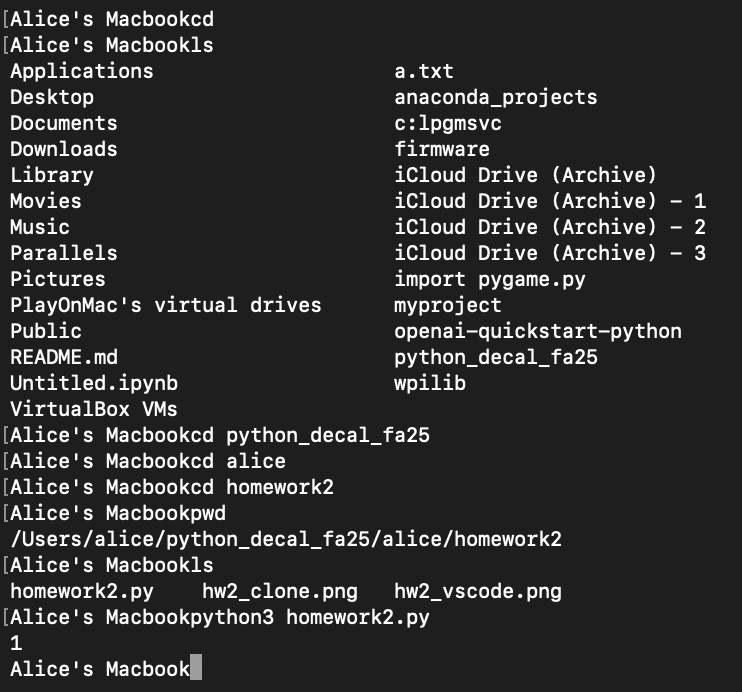 [Alice's Macbookcd
[Alice's Macbookls
Applications a.txt
Desktop anaconda_projects
Documents c:lpgmsvc
Downloads firmware
Library iCloud Drive (Archive)
Movies iCloud Drive (Archive) - 1
Music iCloud Drive (Archive) - 2
Parallels iCloud Drive (Archive) - 3
Pictures import pygame.py
PlayOnMac's virtual drives myproject
Public openai-quickstart-python
README.md python_decal_fa25
Untitled.ipynb wpilib
VirtualBox VMs
[Alice's Macbookcd python_decal_fa25
[Alice's Macbookcd alice
[Alice's Macbookcd homework2
[Alice's Macbookpwd
/Users/alice/python_decal_fa25/alice/homework2
[Alice's Macbookls
homework2.py hw2_clone.png hw2_vscode.png
[Alice's Macbookpython3 homework2.py
1
Alice's Macbook